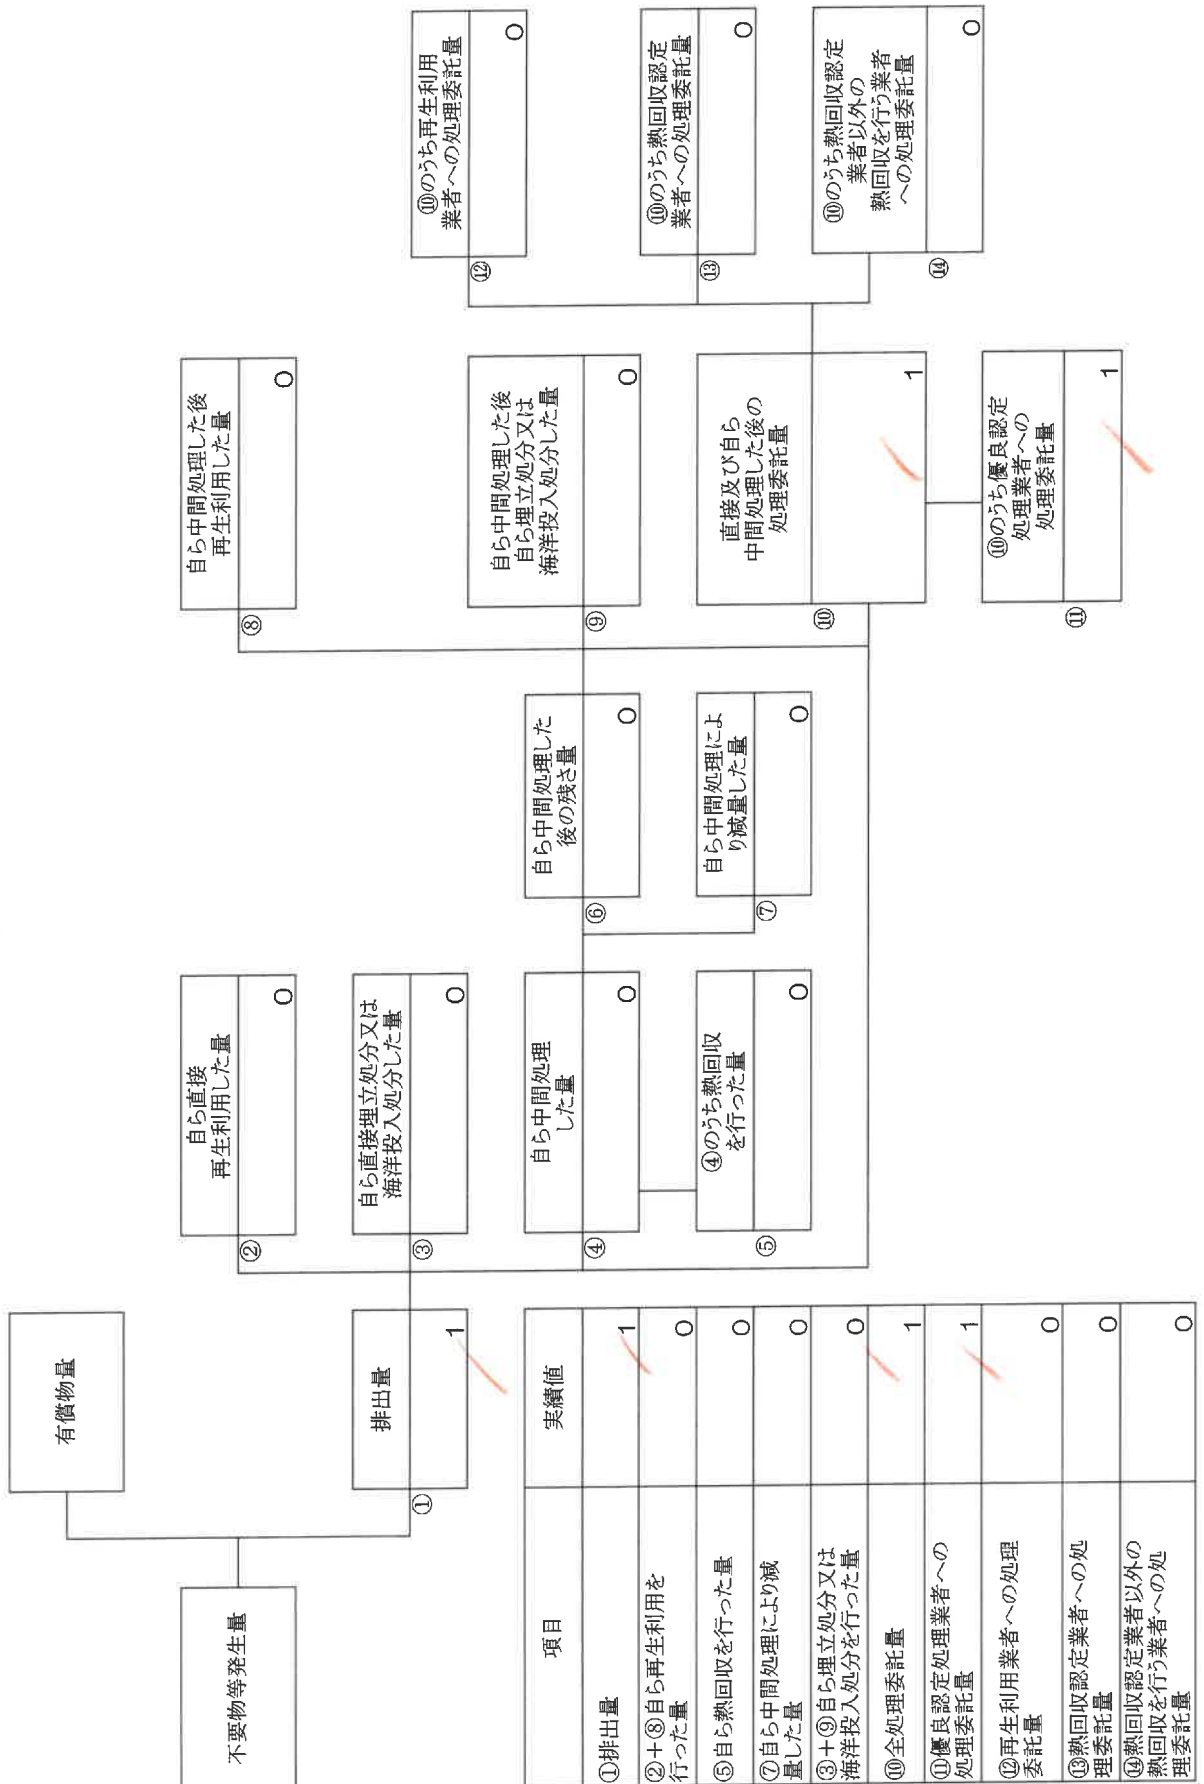 不要物等発生量
有償物量
①
排出量
1
②
自ら直接
再生利用した量
0
③
自ら直接埋立処分又は
海洋投入処分した量
0
④
自ら中間処理
した量
0
⑤
④のうち熱回収
を行った量
0
⑥
自ら中間処理した
後の残さ量
0
⑦
自ら中間処理によ
り減量した量
0
⑧
自ら中間処理した後
再生利用した量
0
⑨
自ら中間処理した後
自ら埋立処分又は
海洋投入処分した量
0
⑩
直接及び自ら
中間処理した後の
処理委託量
1
⑪
⑩のうち優良認定
処理業者への
処理委託量
1
⑫
⑩のうち再生利用
業者への処理委託量
0
⑬
⑩のうち熱回収認定
業者への処理委託量
0
⑭
⑩のうち熱回収認定
業者以外の
熱回収を行う業者
への処理委託量
0
項目 実績値
①排出量 1
②+⑧自ら再生利用を
行った量 0
⑤自ら熱回収を行った量 0
⑦自ら中間処理により減
量した量 0
③+⑨自ら埋立処分又は
海洋投入処分を行った量 0
⑩全処理委託量 1
⑪優良認定処理業者への
処理委託量 1
⑫再生利用業者への処理
委託量 0
⑬熱回収認定業者への処
理委託量 0
⑭熱回収認定業者以外の
熱回収を行う業者への処
理委託量 0